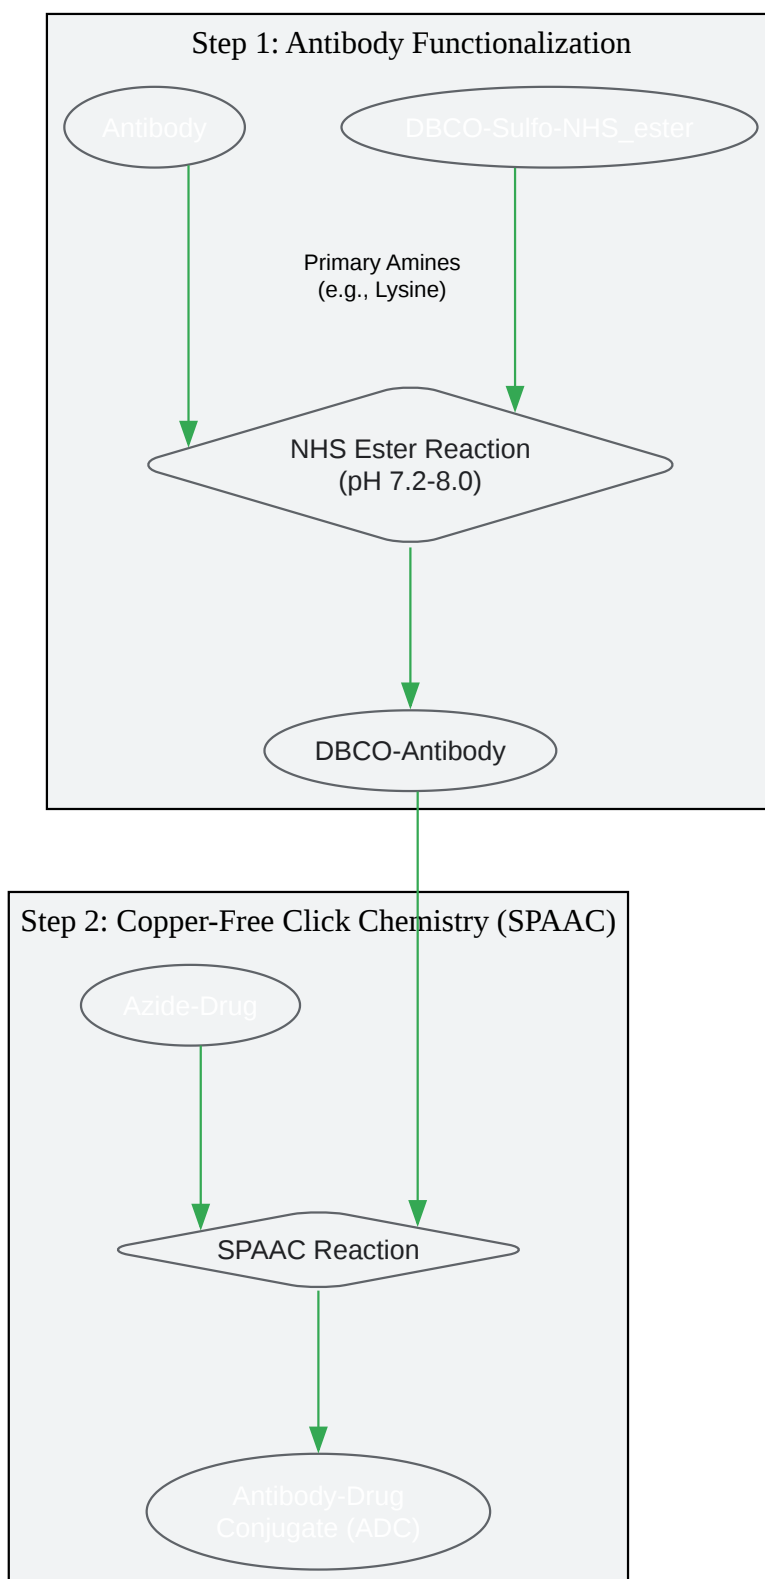 Step 1: Antibody Functionalization
Antibody
DBCO-Sulfo-NHS_ester
Primary Amines
(e.g., Lysine)
NHS Ester Reaction
(pH 7.2-8.0)
DBCO-Antibody
Step 2: Copper-Free Click Chemistry (SPAAC)
Azide-Drug
SPAAC Reaction
Antibody-Drug
Conjugate (ADC)